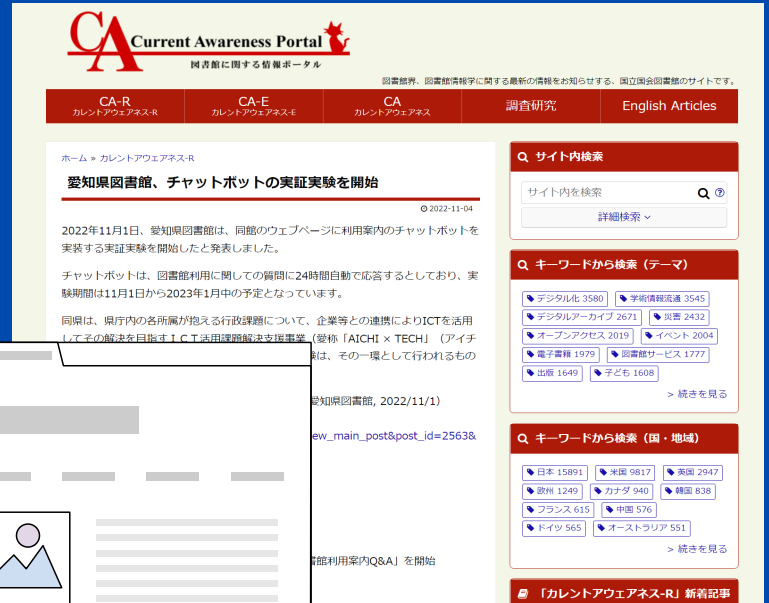 CA Current Awareness Portal
図書館に関する情報ポータル
図書館界、図書館情報学に関する最新の情報をお知らせする、国立国会図書館のサイトです。
CA-R
カレントアウェアネス-R
CA-E
カレントアウェアネス-E
CA
カレントアウェアネス
調査研究
English Articles
ホーム » カレントアウェアネス-R
愛知県図書館、チャットボットの実証実験を開始
2022-11-04
2022年11月1日、愛知県図書館は、同館のウェブページに利用案内のチャットボットを
実装する実証実験を開始したと発表しました。
チャットボットは、図書館利用に関しての質問に24時間自動で応答するとしており、実
験期間は11月1日から2023年1月中の予定となっています。
同県は、県庁内の各所属が抱える行政課題について、企業等との連携によりICTを活用
してその解決を目指すＩＣＴ活用課題解決支援事業（愛称「AICHI × TECH」（アイチ
は、その一環として行われるもの
愛知県図書館, 2022/11/1）
ew_main_post&post_id=2563&
書館利用案内Q&A」を開始
サイト内検索
サイト内を検索
詳細検索
キーワードから検索（テーマ）
デジタル化 3580
学術情報流通 3545
デジタルアーカイブ 2671
災害 2432
オープンアクセス 2019
イベント 2004
電子書籍 1979
図書館サービス 1777
出版 1649
子ども 1608
> 続きを見る
キーワードから検索（国・地域）
日本 15891
米国 9817
英国 2947
欧州 1249
カナダ 940
韓国 838
フランス 615
中国 576
ドイツ 565
オーストラリア 551
> 続きを見る
「カレントアウェアネス-R」新着記事